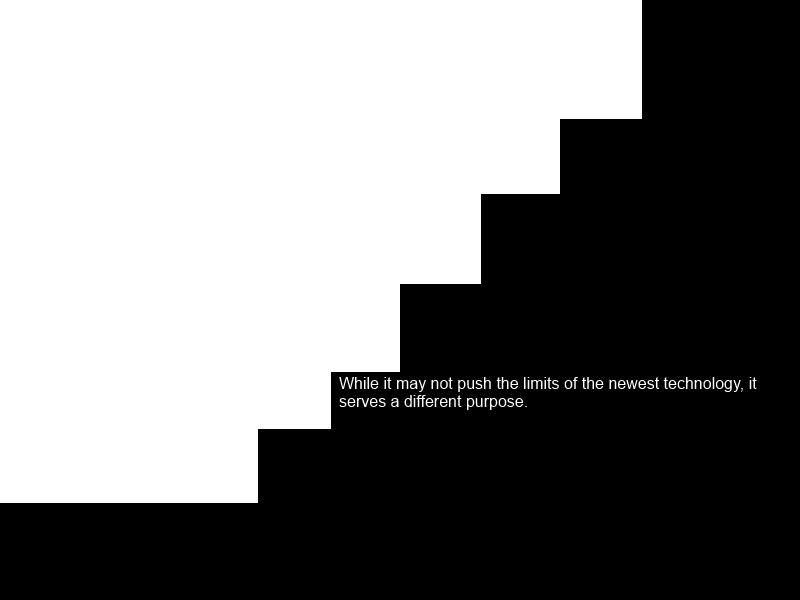 While it may not push the limits of the newest technology, it
serves a different purpose.